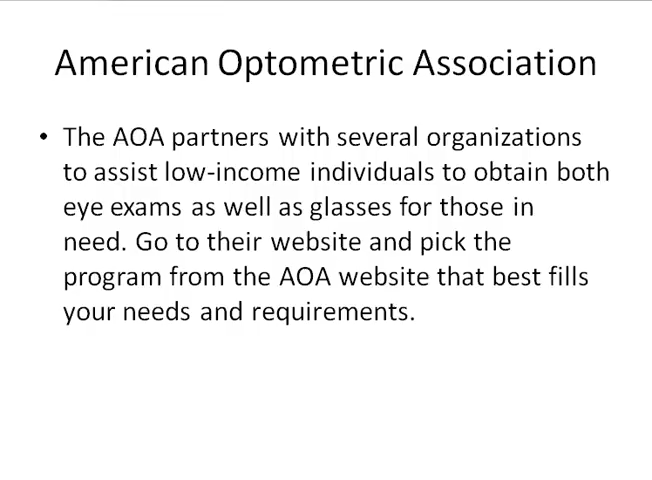 American Optometric Association
• The AOA partners with several organizations
to assist low-income individuals to obtain both
eye exams as well as glasses for those in
need. Go to their website and pick the
program from the AOA website that best fills
your needs and requirements.